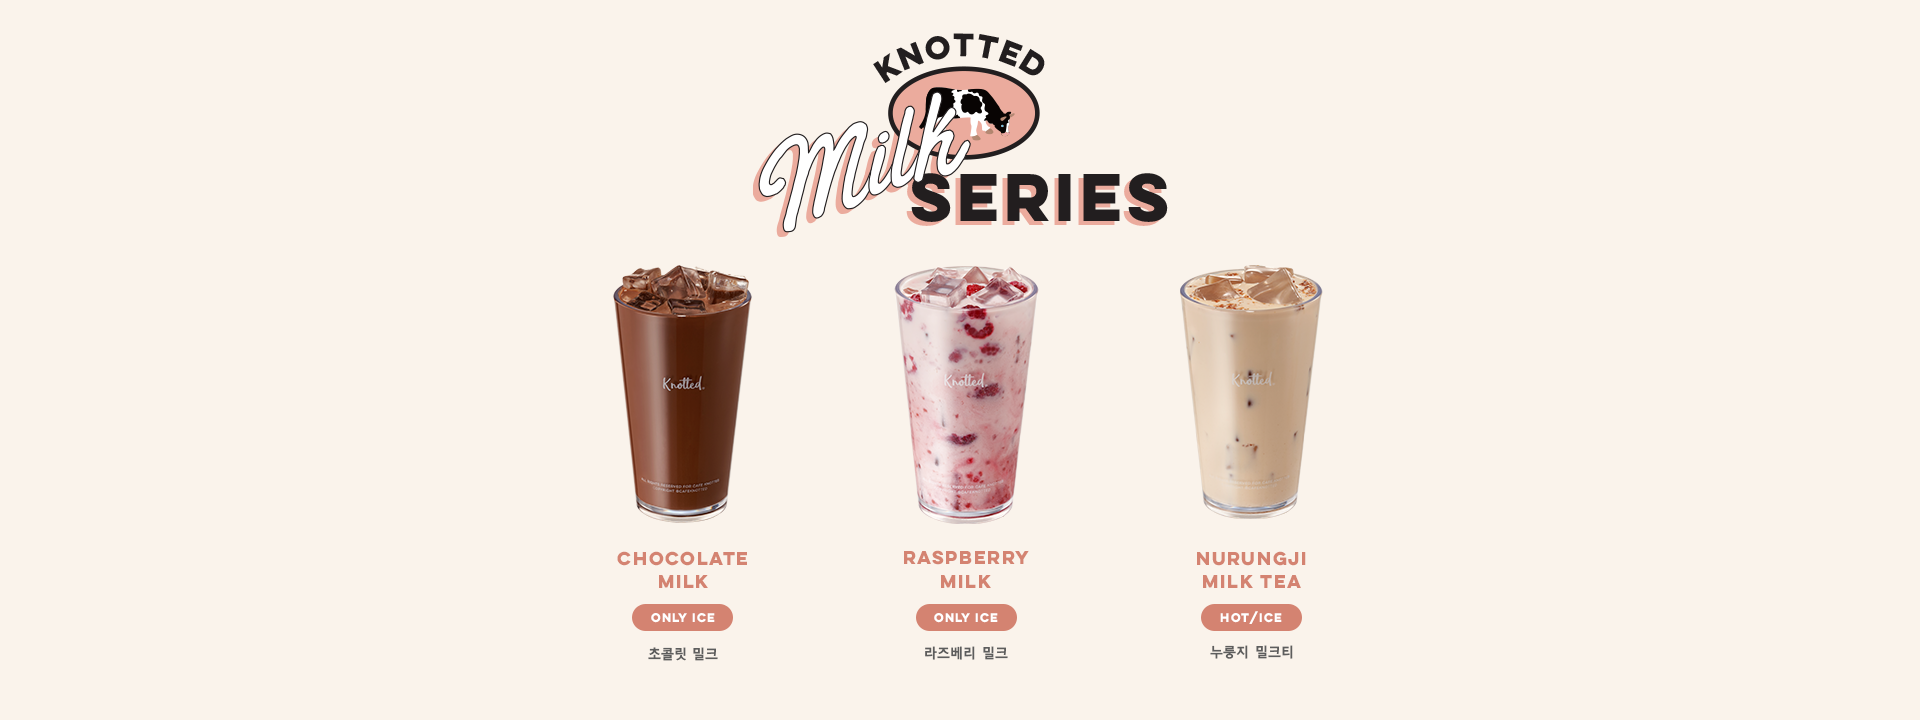 KNOTTED
Milk
SERIES
Knotted.
Knotted.
Knotted.
CHOCOLATE
MILK
RASPBERRY
MILK
NURUNGJI
MILK TEA
ONLY ICE
ONLY ICE
HOT/ICE
초콜릿 밀크
라즈베리 밀크
누룽지 밀크티